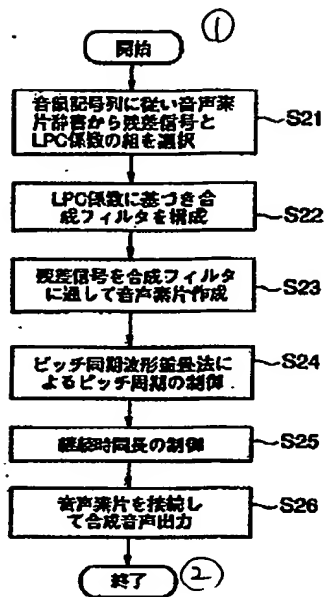 ①
開始
音韻記号列に従い音声素
片辞書から残差信号と
LPC係数の組を選択
S21
LPC係数に基づき合
成フィルタを構成
S22
残差信号を合成フィルタ
に通して音声素片作成
S23
ピッチ同期波形重畳法に
よるピッチ周期の制御
S24
継続時間長の制御
S25
音声素片を接続し
て合成音声出力
S26
終了
②